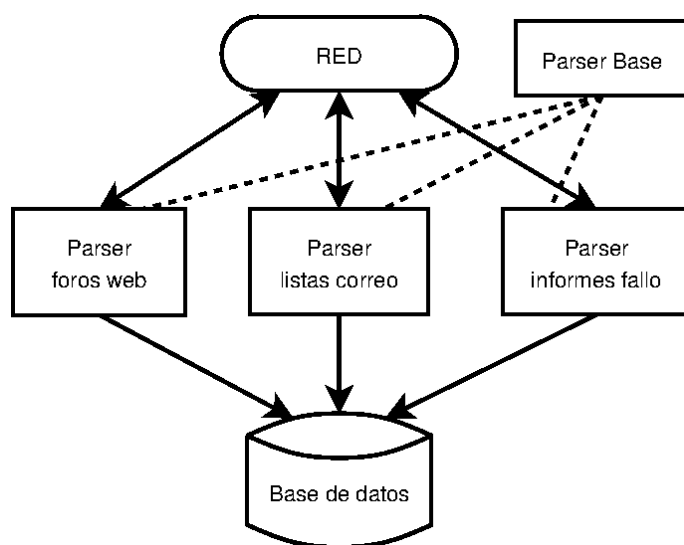 RED
Parser Base
Parser
foros web
Parser
listas correo
Parser
informes fallo
Base de datos